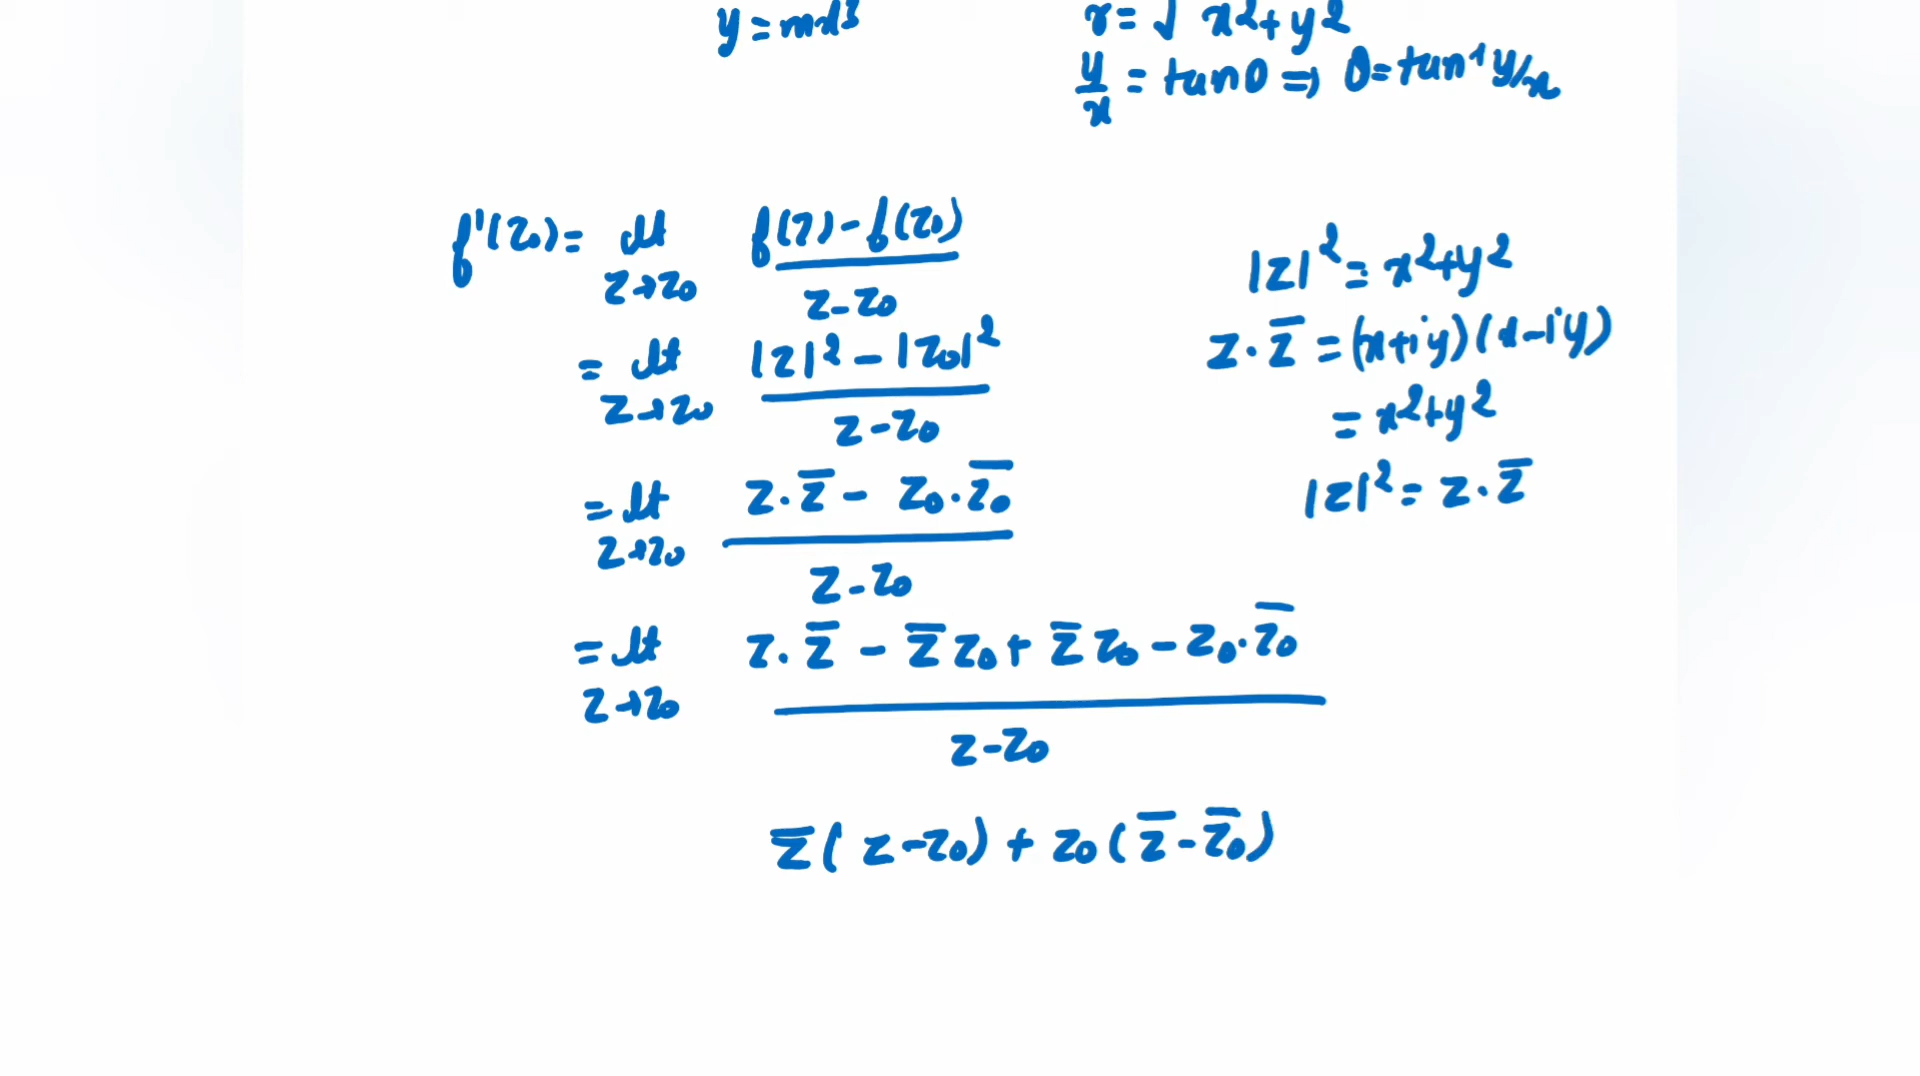 y = mx³
r = √ x²+y²
y/x = tanθ ⇒ θ = tan⁻¹ y/x
f'(z₀) = lt z→z₀ f(z) - f(z₀) / z - z₀
= lt z→z₀ |z|² - |z₀|² / z - z₀
= lt z→z₀ z·z̅ - z₀·z̅₀ / z - z₀
= lt z→z₀ z·z̅ - z̅ z₀ + z̅ z₀ - z₀·z̅₀ / z - z₀
z̅ ( z - z₀) + z₀ ( z̅ - z̅₀)
|z|² = x²+y²
z·z̅ = (x+iy) (x-iy)
= x²+y²
|z|² = z·z̅